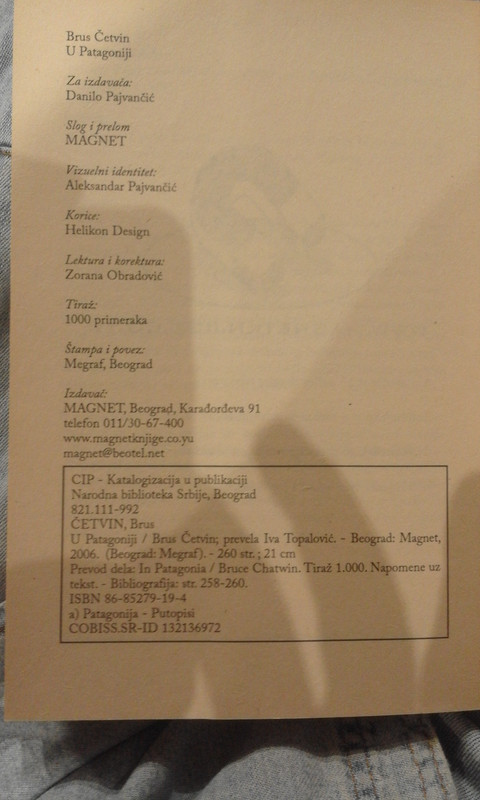 Brus Četvin
U Patagoniji
Za izdavača:
Danilo Pajvančić
Slog i prelom
MAGNET
Vizuelni identitet:
Aleksandar Pajvančić
Korice:
Helikon Design
Lektura i korektura:
Zorana Obradović
Tiraž:
1000 primeraka
Štampa i povez:
Megraf, Beograd
Izdavač:
MAGNET, Beograd, Karađorđeva 91
telefon 011/30-67-400
www.magnetknjige.co.yu
magnet@beotel.net
CIP - Katalogizacija u publikaciji
Narodna biblioteka Srbije, Beograd
821.111-992
ČETVIN, Brus
U Patagoniji / Brus Četvin; prevela Iva Topalović. - Beograd: Magnet,
2006. (Beograd: Megraf). - 260 str. ; 21 cm
Prevod dela: In Patagonia / Bruce Chatwin. Tiraž 1.000. Napomene uz
tekst. - Bibliografija: str. 258-260.
ISBN 86-85279-19-4
a) Patagonija - Putopisi
COBISS.SR-ID 132136972